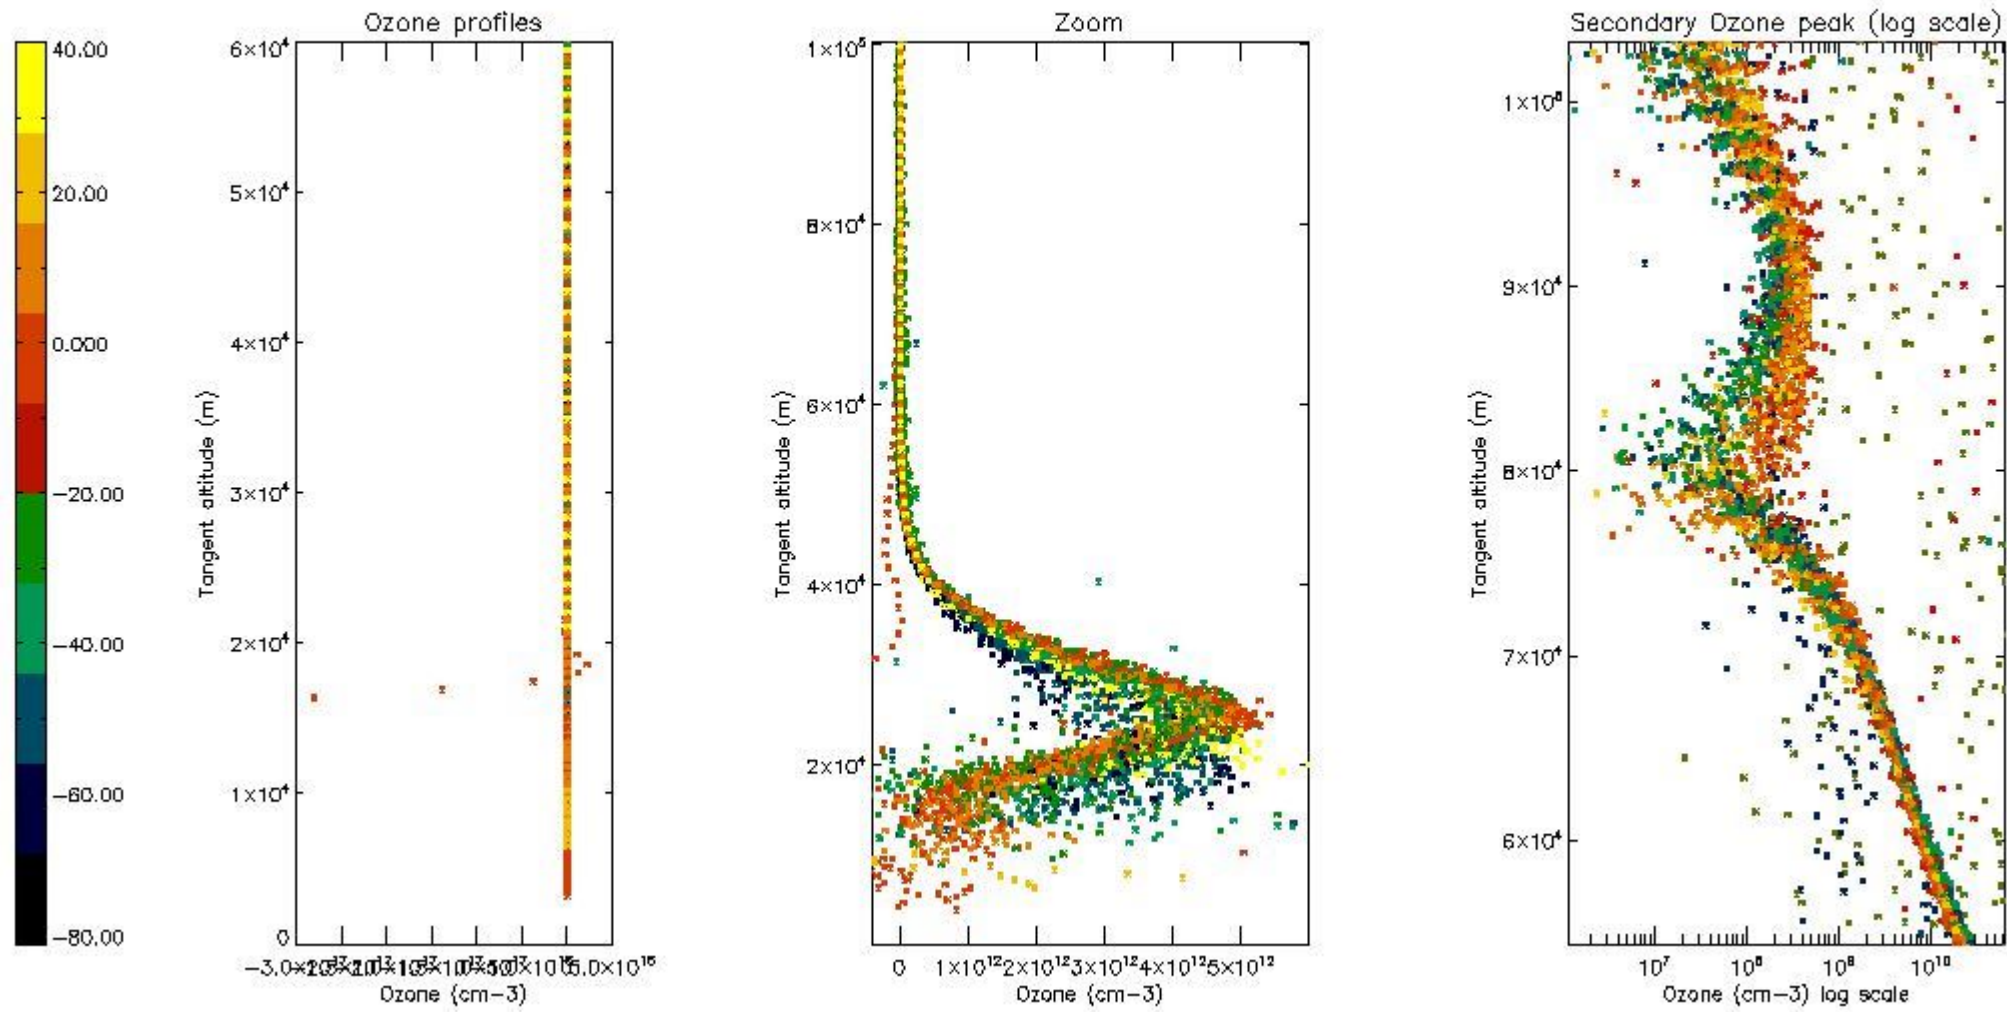 Ozone profiles
Zoom
Secondary Ozone peak (log scale)
40.00
20.00
0.000
−20.00
−40.00
−60.00
−80.00
6×10⁴
5×10⁴
4×10⁴
3×10⁴
2×10⁴
1×10⁴
0
Tangent altitude (m)
5.0×10¹⁵
Ozone (cm−3)
1×10⁵
8×10⁴
6×10⁴
4×10⁴
2×10⁴
Tangent altitude (m)
0 1×10¹² 2×10¹² 3×10¹² 4×10¹² 5×10¹²
Ozone (cm−3)
1×10⁵
9×10⁴
8×10⁴
7×10⁴
6×10⁴
Tangent altitude (m)
10⁷ 10⁸ 10⁹ 10¹⁰
Ozone (cm−3) log scale